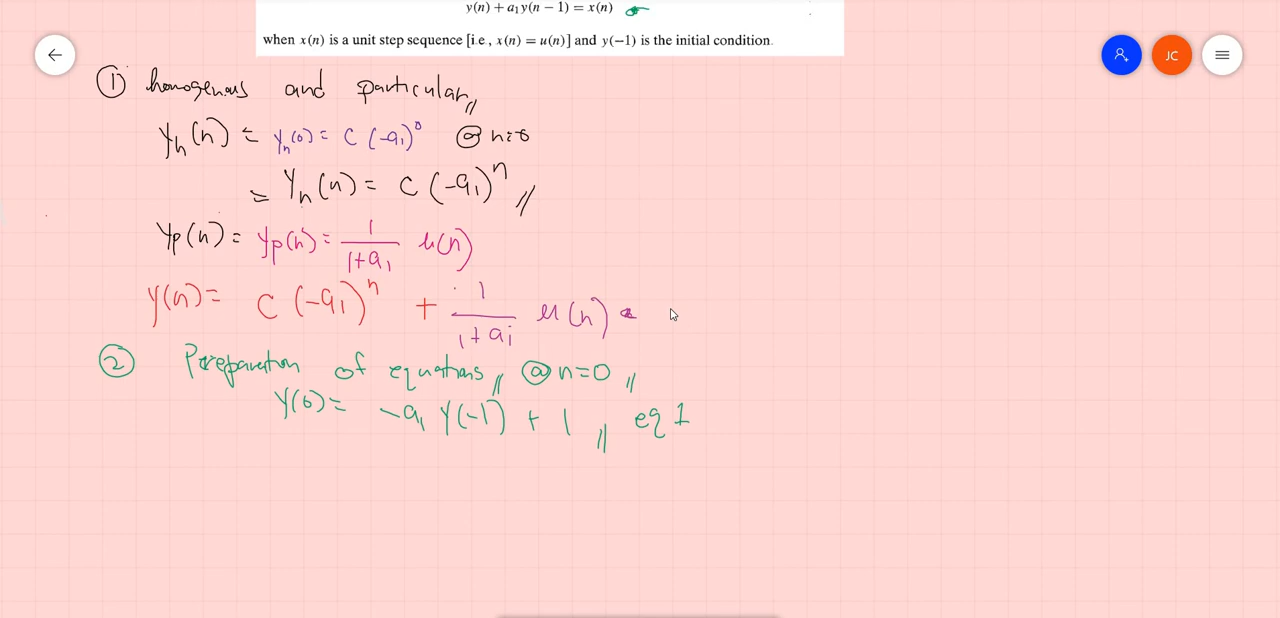 y(n) + a₁y(n − 1) = x(n)
when x(n) is a unit step sequence [i.e., x(n) = u(n)] and y(−1) is the initial condition.
JC
① homogenous and particular //
yh(n) = yh(0) = C (-a₁)⁰ @ n=0
= yh(n) = C (-a₁)ⁿ //
yp(n) = yp(n) = 1/(1+a₁) u(n)
y(n) = C (-a₁)ⁿ + 1/(1+a₁) u(n)
② Preparation of equations // @ n=0 //
y(0) = -a₁ y(-1) + 1 // eq 1